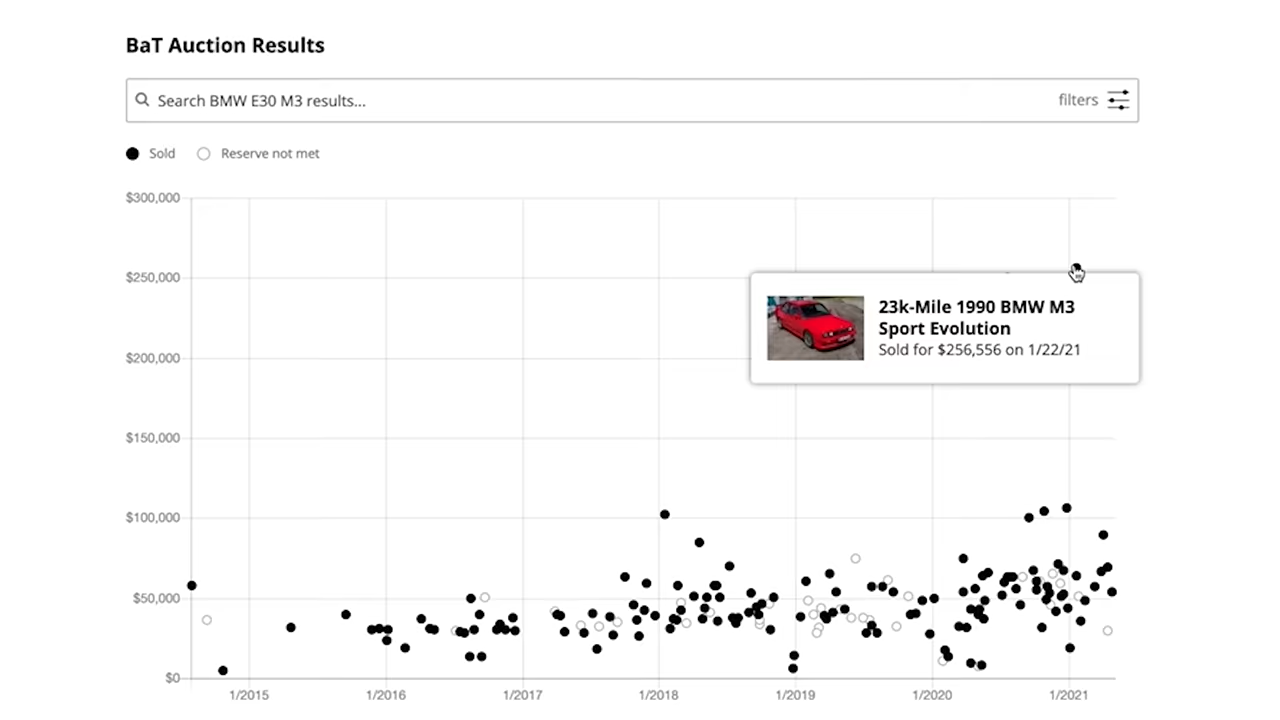 BaT Auction Results
Search BMW E30 M3 results...
filters
Sold
Reserve not met
$300,000
$250,000
$200,000
$150,000
$100,000
$50,000
$0
23k-Mile 1990 BMW M3
Sport Evolution
Sold for $256,556 on 1/22/21
1/2015
1/2016
1/2017
1/2018
1/2019
1/2020
1/2021